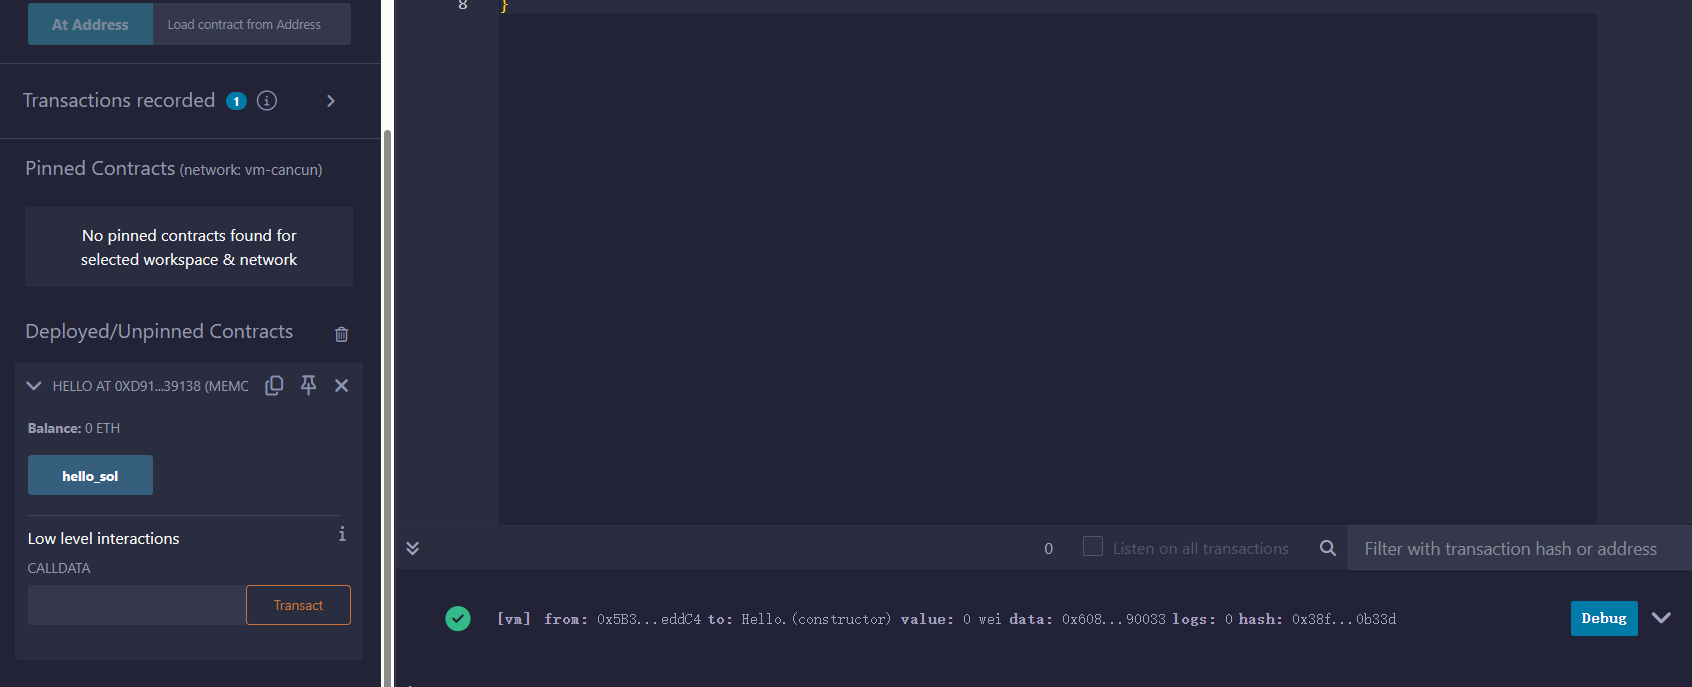 At Address
Load contract from Address
Transactions recorded 1
Pinned Contracts (network: vm-cancun)
No pinned contracts found for
selected workspace & network
Deployed/Unpinned Contracts
HELLO AT 0XD91...39138 (MEMC
Balance: 0 ETH
hello_sol
Low level interactions
CALLDATA
Transact
8 }
0
Listen on all transactions
Filter with transaction hash or address
[vm] from: 0x5B3...eddC4 to: Hello.(constructor) value: 0 wei data: 0x608...90033 logs: 0 hash: 0x38f...0b33d
Debug